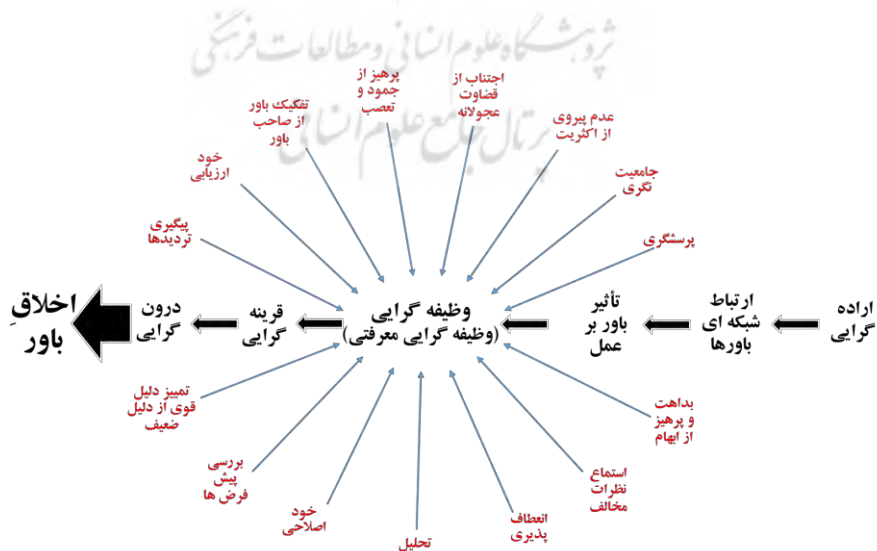 پژوهشگاه علوم انسانی و مطالعات فرهنگی
پرتال جامع علوم انسانی
اجتناب از
قضاوت
عجولانه
پرهیز از
جمود و
تعصب
تفکیک باور
از صاحب
باور
خود
ارزیابی
پیگیری
تردیدها
عدم پیروی
از اکثریت
جامعیت
نگری
پرسشگری
اراده
گرایی
ارتباط
شبکه ای
باورها
تأثیر
باور بر
عمل
وظیفه گرایی
(وظیفه گرایی معرفتی)
قرینه
گرایی
درون
گرایی
اخلاقِ
باور
بداهت
و پرهیز
از ابهام
استماع
نظرات
مخالف
انعطاف
پذیری
تحلیل
خود
اصلاحی
بررسی
پیش
فرض ها
تمییز دلیل
قوی از دلیل
ضعیف